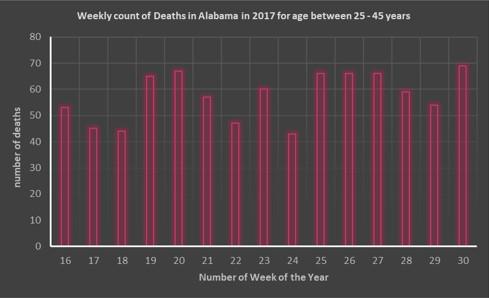 Weekly count of Deaths in Alabama in 2017 for age between 25 - 45 years
number of deaths
80
70
60
50
40
30
20
10
0
16 17 18 19 20 21 22 23 24 25 26 27 28 29 30
Number of Week of the Year